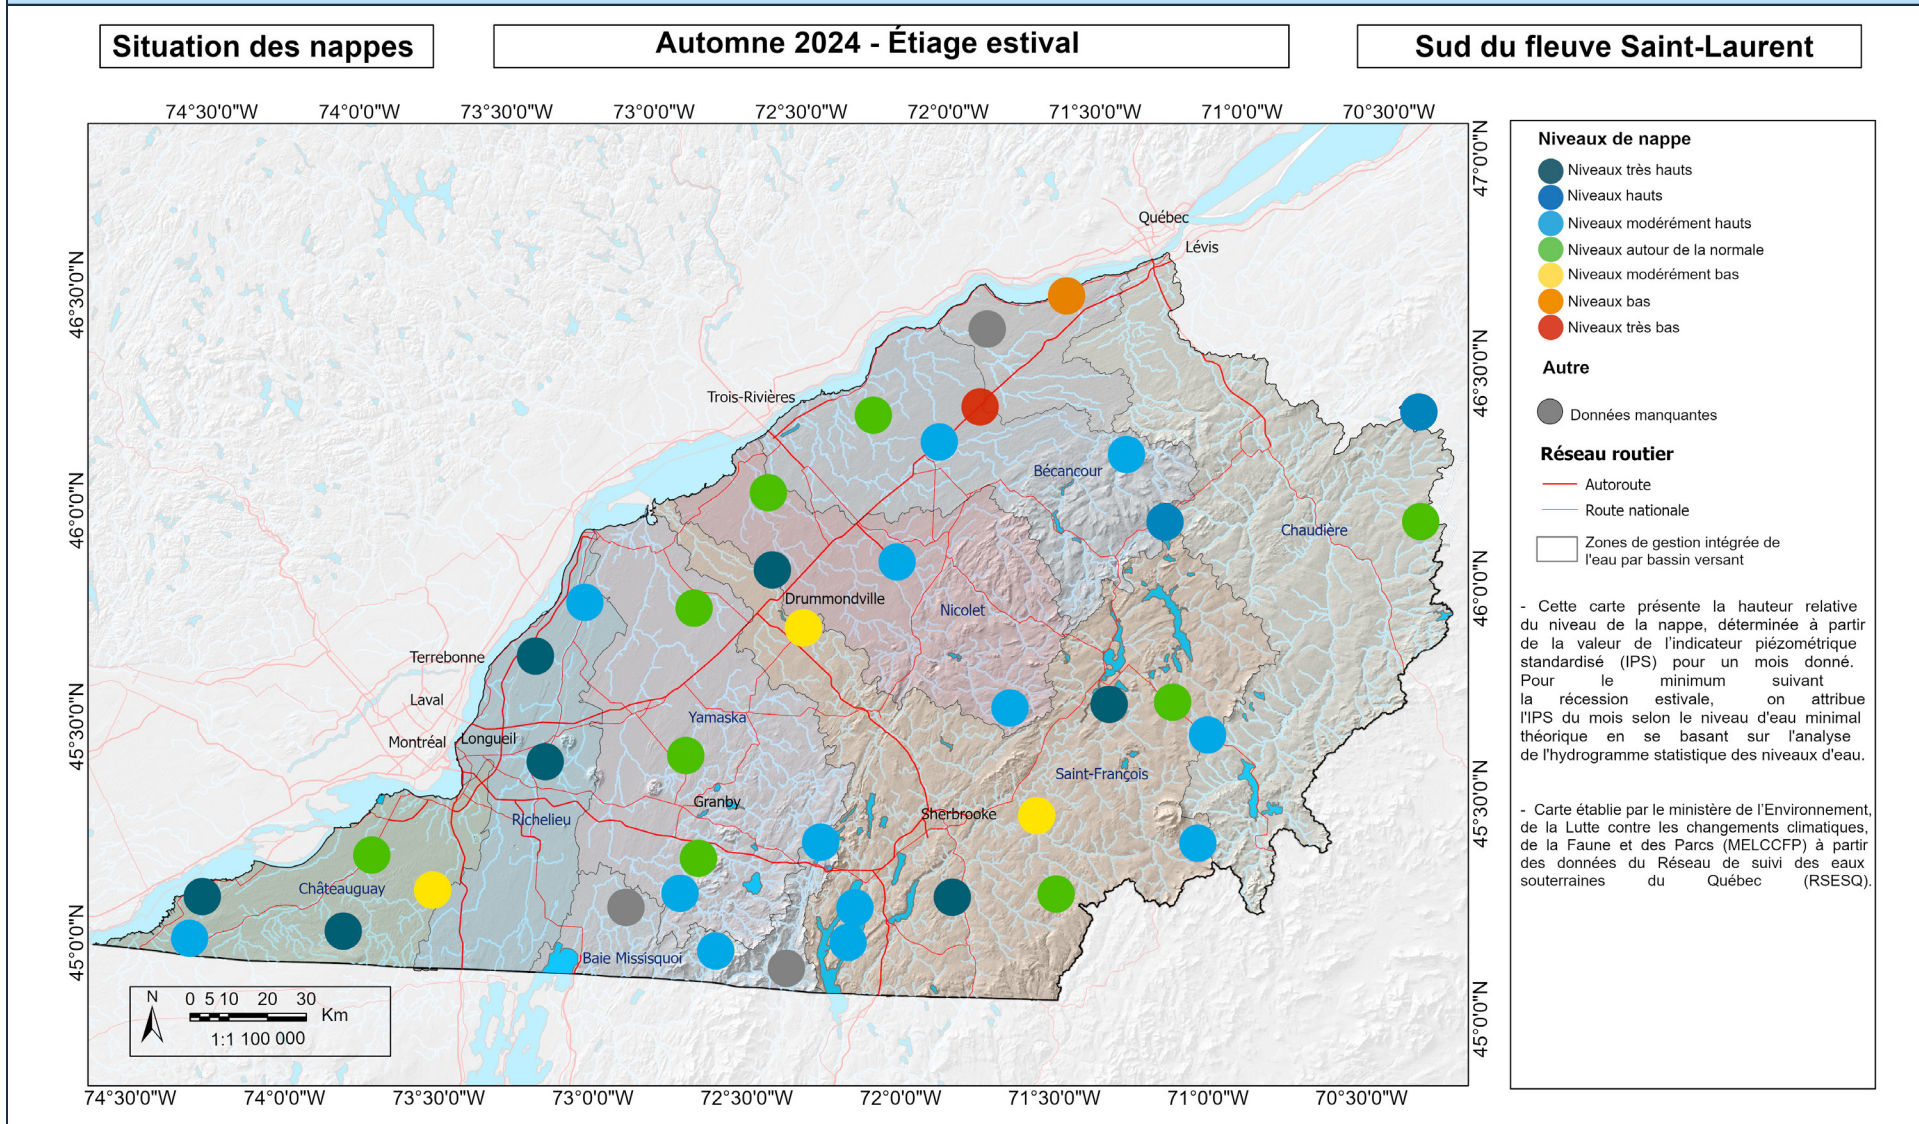 Situation des nappes
Automne 2024 - Étiage estival
Sud du fleuve Saint-Laurent
74°30'0"W 74°0'0"W 73°30'0"W 73°0'0"W 72°30'0"W 72°0'0"W 71°30'0"W 71°0'0"W 70°30'0"W
47°0'0"N
46°30'0"N
46°30'0"N
46°0'0"N
46°0'0"N
45°30'0"N
45°30'0"N
45°0'0"N
45°0'0"N
Québec
Lévis
Trois-Rivières
Bécancour
Chaudière
Drummondville
Nicolet
Terrebonne
Laval
Yamaska
Montréal
Longueil
Saint-François
Granby
Sherbrooke
Richelieu
Châteauguay
Baie Missisquoi
N
0 5 10 20 30
Km
1:1 100 000
74°30'0"W 74°0'0"W 73°30'0"W 73°0'0"W 72°30'0"W 72°0'0"W 71°30'0"W 71°0'0"W 70°30'0"W
Niveaux de nappe
Niveaux très hauts
Niveaux hauts
Niveaux modérément hauts
Niveaux autour de la normale
Niveaux modérément bas
Niveaux bas
Niveaux très bas
Autre
Données manquantes
Réseau routier
Autoroute
Route nationale
Zones de gestion intégrée de
l'eau par bassin versant
- Cette carte présente la hauteur relative
du niveau de la nappe, déterminée à partir
de la valeur de l'indicateur piézométrique
standardisé (IPS) pour un mois donné.
Pour le minimum suivant
la récession estivale, on attribue
l'IPS du mois selon le niveau d'eau minimal
théorique en se basant sur l'analyse
de l'hydrogramme statistique des niveaux d'eau.
- Carte établie par le ministère de l'Environnement,
de la Lutte contre les changements climatiques,
de la Faune et des Parcs (MELCCFP) à partir
des données du Réseau de suivi des eaux
souterraines du Québec (RSESQ).